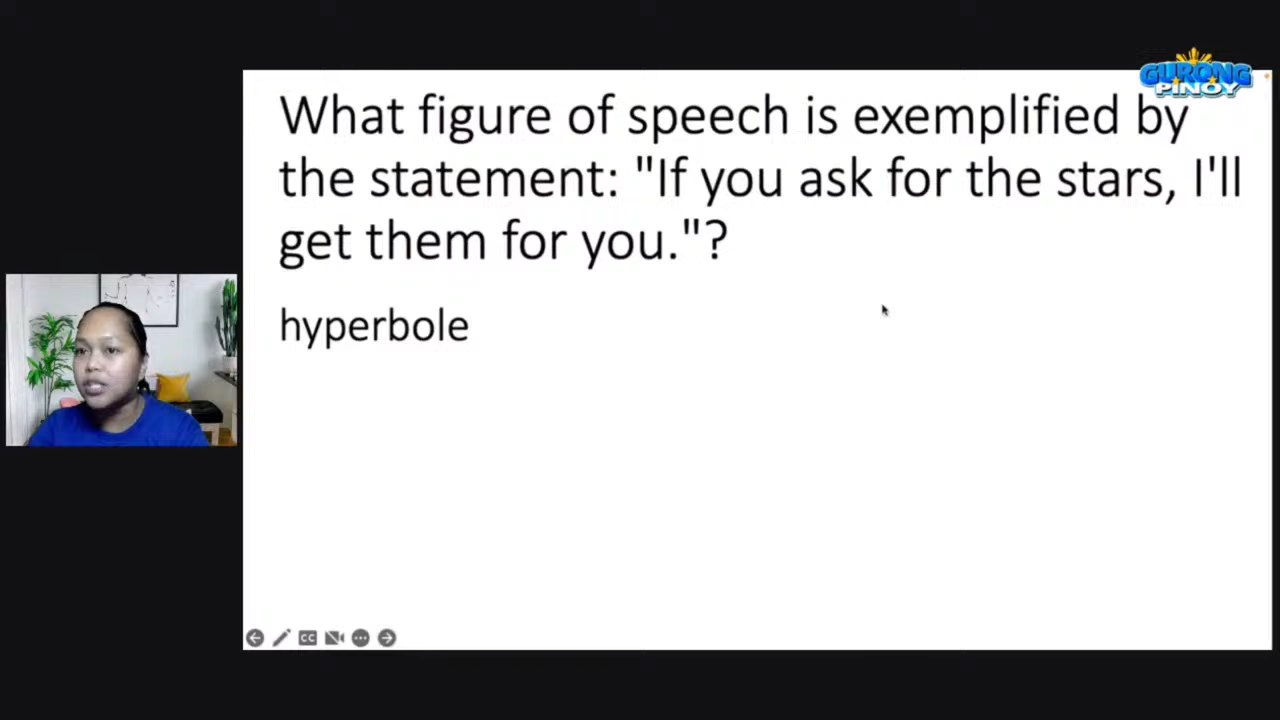 GURONG
PINOY
What figure of speech is exemplified by
the statement: "If you ask for the stars, I'll
get them for you."?
hyperbole
CC